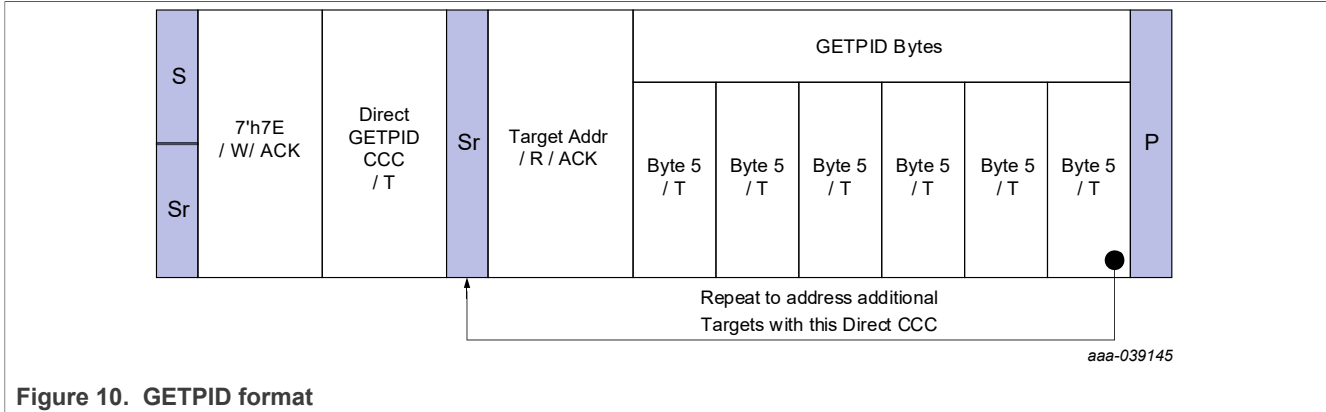 S
Sr
7'h7E
/ W/ ACK
Direct
GETPID
CCC
/ T
Sr
Target Addr
/ R / ACK
GETPID Bytes
Byte 5
/ T
Byte 5
/ T
Byte 5
/ T
Byte 5
/ T
Byte 5
/ T
Byte 5
/ T
P
Repeat to address additional
Targets with this Direct CCC
aaa-039145
Figure 10. GETPID format